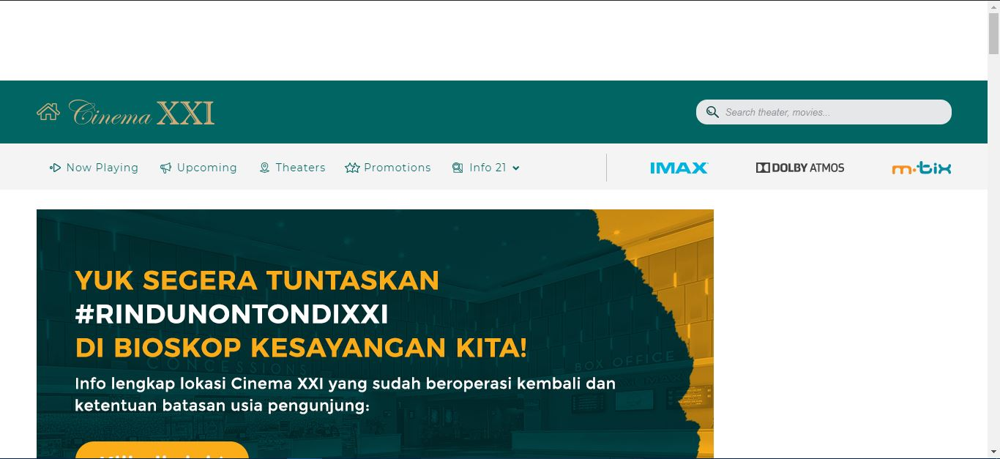 Cinema XXI
Search theater, movies...
Now Playing
Upcoming
Theaters
Promotions
Info 21
IMAX
DOLBY ATMOS
m.tix
YUK SEGERA TUNTASKAN
#RINDUNONTONDIXXI
DI BIOSKOP KESAYANGAN KITA!
CONCESSIONS
BOX OFFICE
IMAX
Info lengkap lokasi Cinema XXI yang sudah beroperasi kembali dan
ketentuan batasan usia pengunjung: